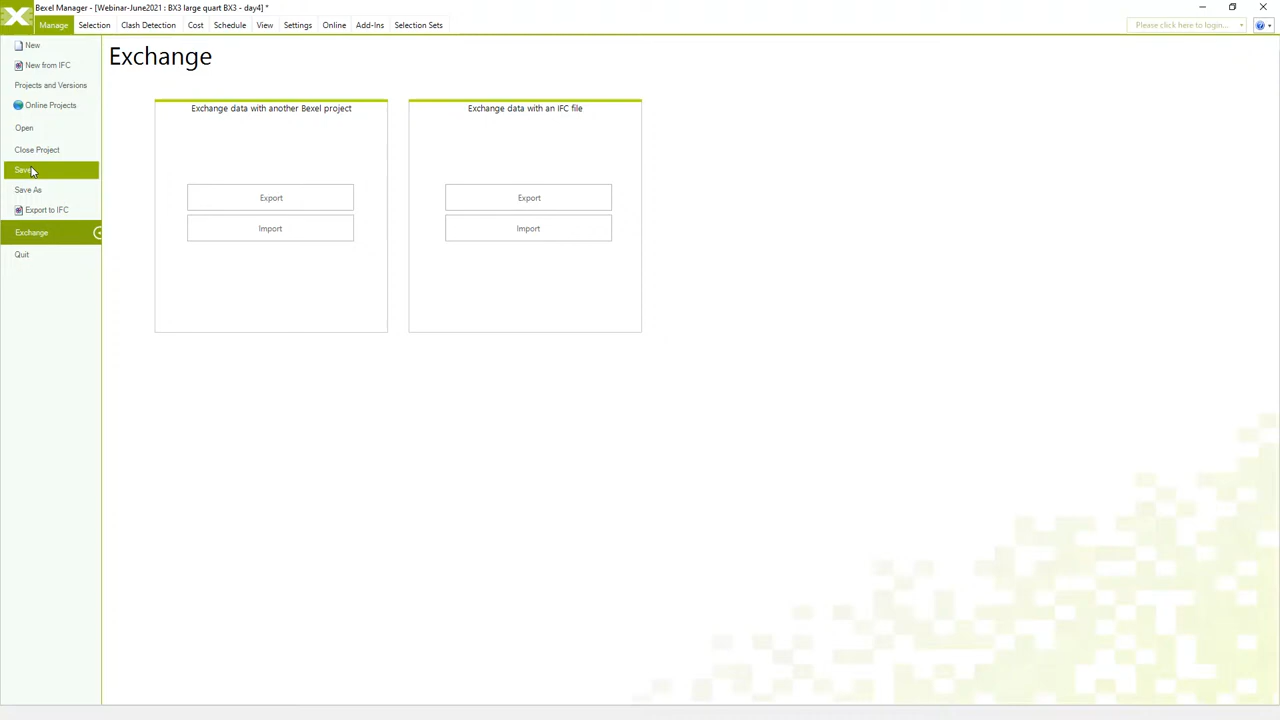 Bexel Manager - [Webinar-June2021 : BX3 large quart BX3 - day4] *
Manage Selection Clash Detection Cost Schedule View Settings Online Add-Ins Selection Sets Please click here to login...
New
New from IFC
Projects and Versions
Online Projects
Open
Close Project
Save
Save As
Export to IFC
Exchange
Quit
Exchange
Exchange data with another Bexel project
Export
Import
Exchange data with an IFC file
Export
Import